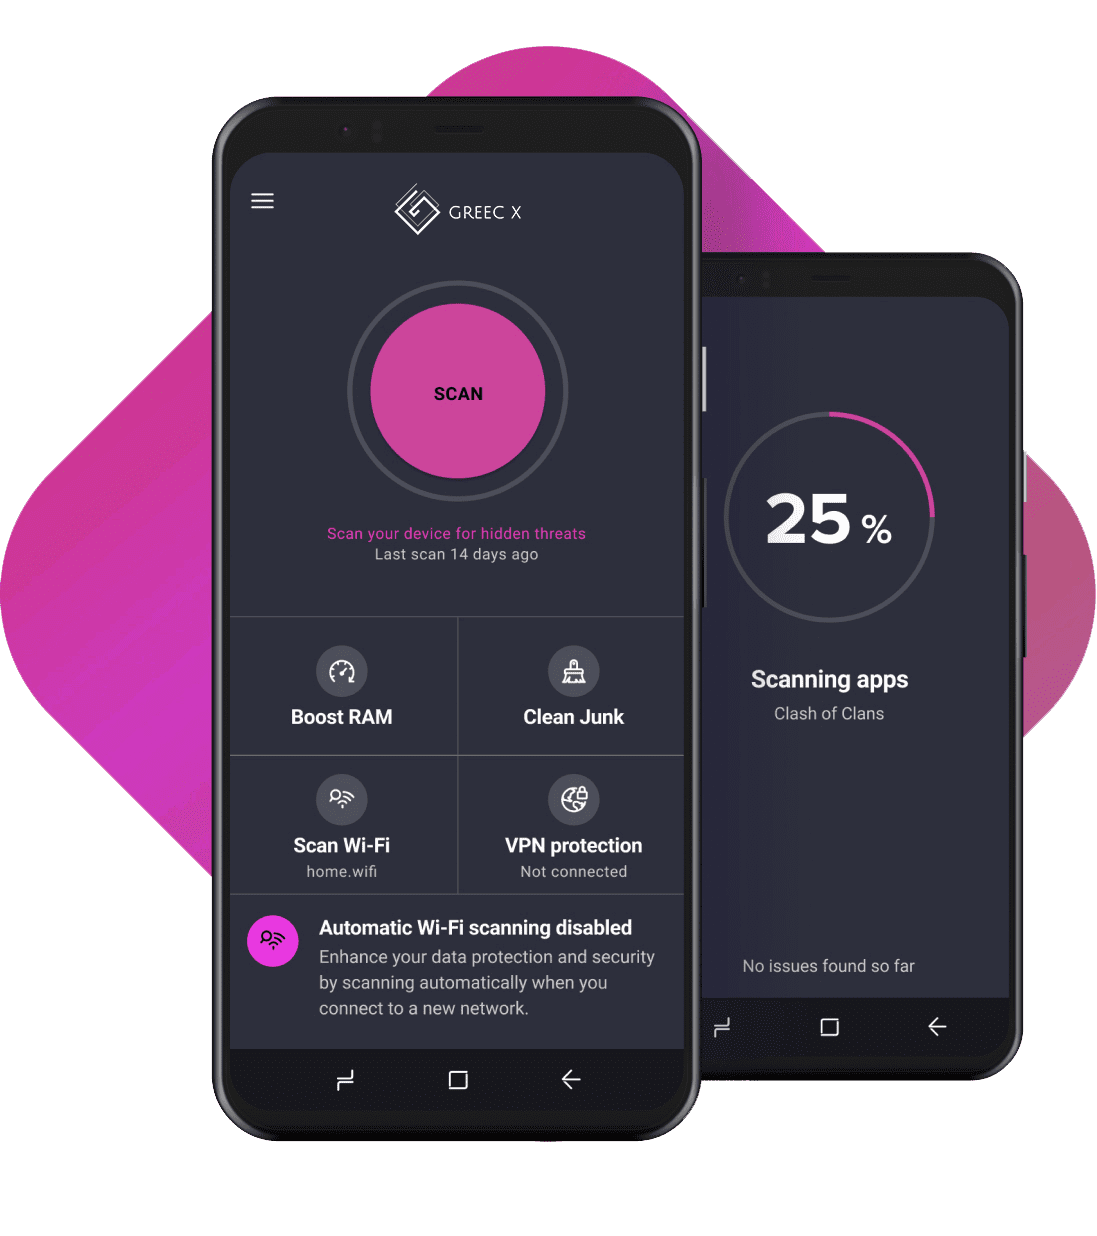 GREEC X
SCAN
Scan your device for hidden threats
Last scan 14 days ago
Boost RAM
Clean Junk
Scan Wi-Fi
home.wifi
VPN protection
Not connected
Automatic Wi-Fi scanning disabled
Enhance your data protection and security
by scanning automatically when you
connect to a new network.
25 %
Scanning apps
Clash of Clans
No issues found so far